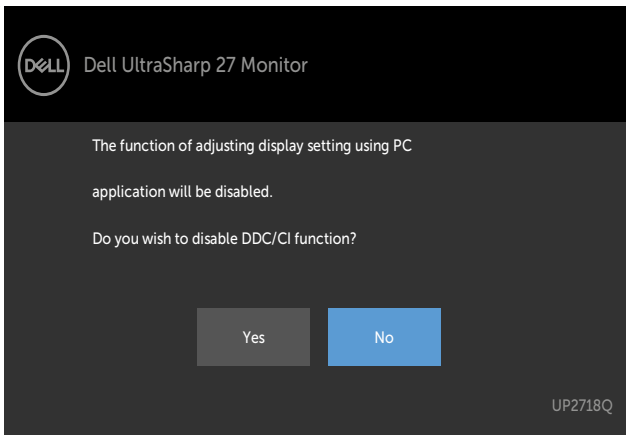 DELL
Dell UltraSharp 27 Monitor
The function of adjusting display setting using PC
application will be disabled.
Do you wish to disable DDC/CI function?
Yes
No
UP2718Q